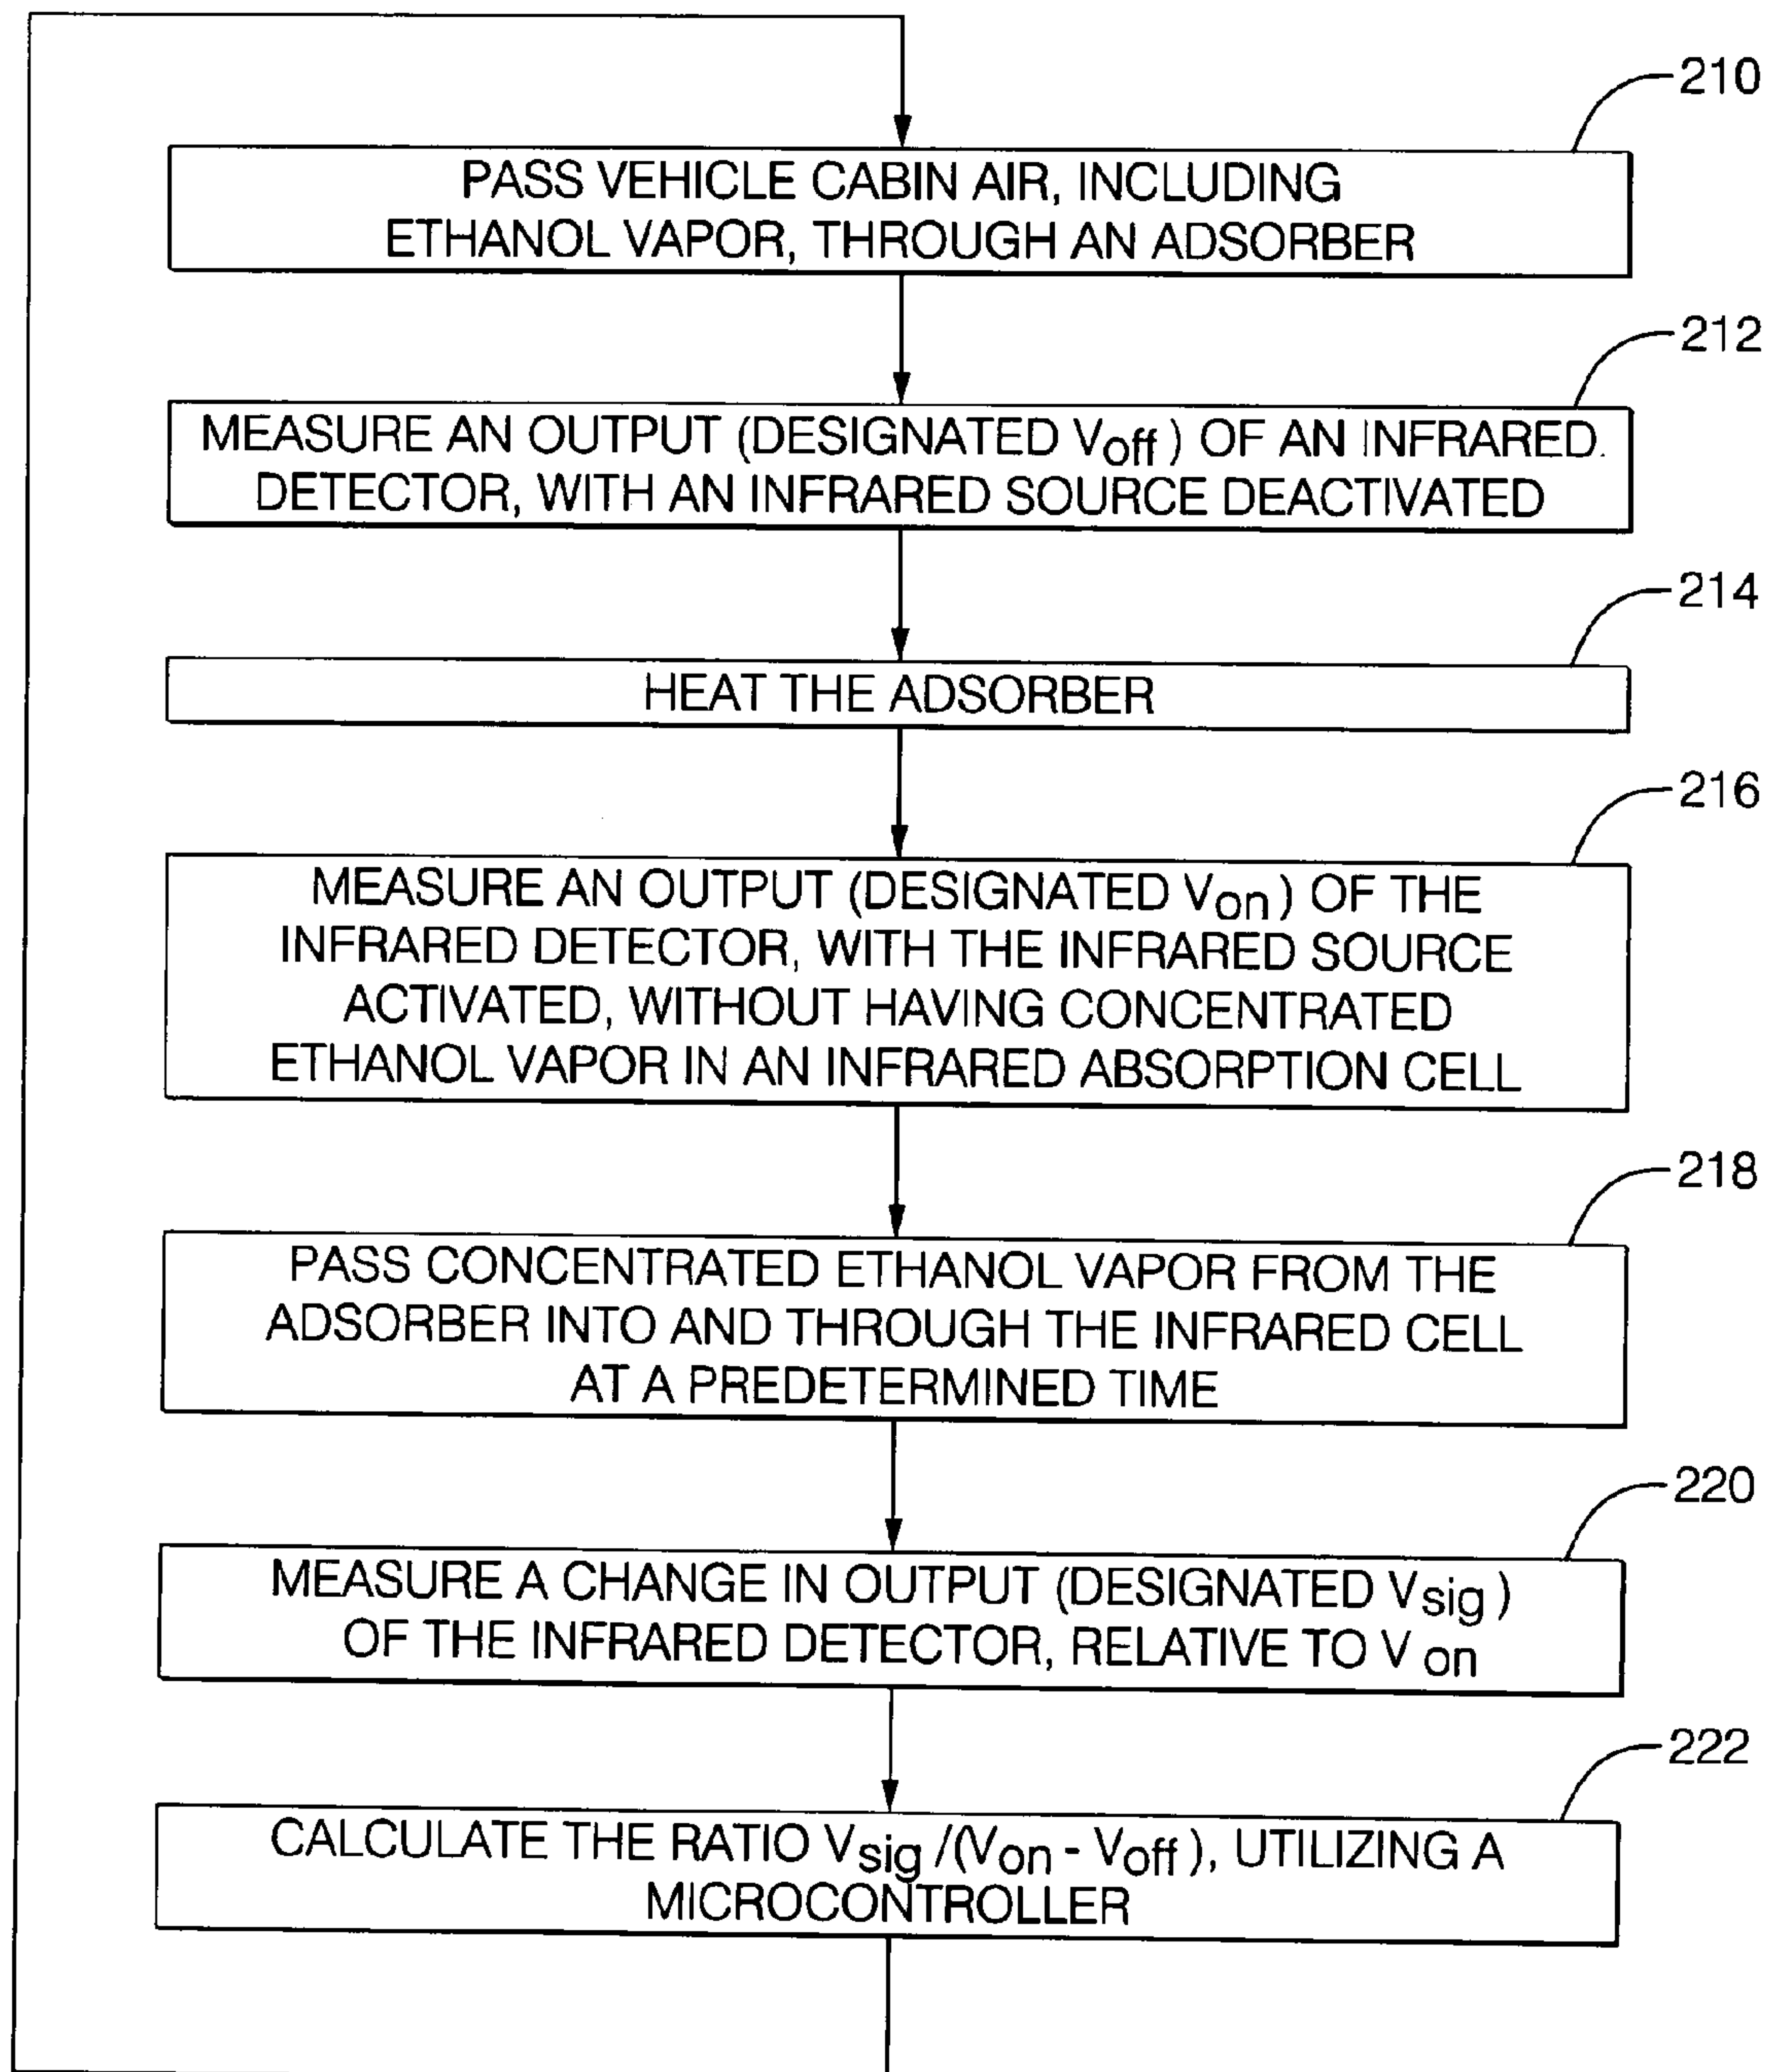 210
PASS VEHICLE CABIN AIR, INCLUDING
ETHANOL VAPOR, THROUGH AN ADSORBER
212
MEASURE AN OUTPUT (DESIGNATED Voff) OF AN INFRARED.
DETECTOR, WITH AN INFRARED SOURCE DEACTIVATED
214
HEAT THE ADSORBER
216
MEASURE AN OUTPUT (DESIGNATED Von) OF THE
INFRARED DETECTOR, WITH THE INFRARED SOURCE
ACTIVATED, WITHOUT HAVING CONCENTRATED
ETHANOL VAPOR IN AN INFRARED ABSORPTION CELL
218
PASS CONCENTRATED ETHANOL VAPOR FROM THE
ADSORBER INTO AND THROUGH THE INFRARED CELL
AT A PREDETERMINED TIME
220
MEASURE A CHANGE IN OUTPUT (DESIGNATED Vsig)
OF THE INFRARED DETECTOR, RELATIVE TO Von
222
CALCULATE THE RATIO Vsig/(Von - Voff), UTILIZING A
MICROCONTROLLER